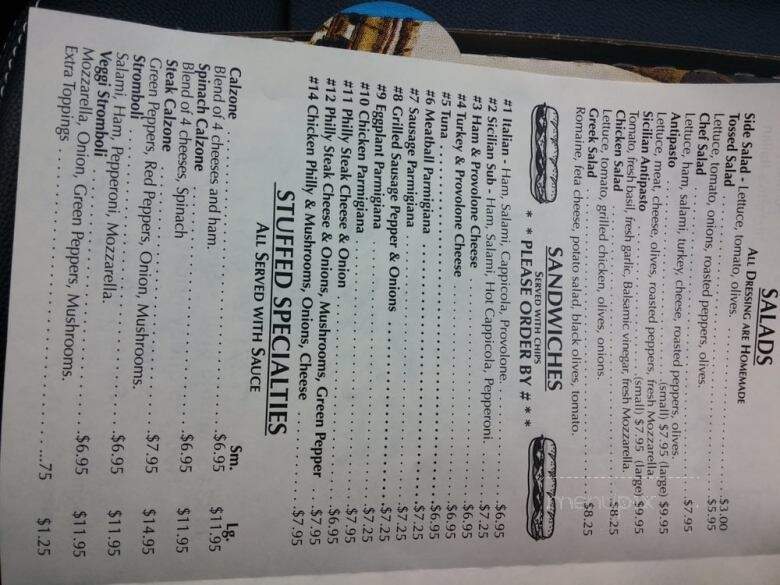 SALADS
ALL DRESSING ARE HOMEMADE
Side Salad - Lettuce, tomato, olives. . . . . $3.00
Tossed Salad . . . . . $5.95
Lettuce, tomato, onions, roasted peppers, olives.
Chef Salad . . . . . $7.95
Lettuce, ham, salami, turkey, cheese, roasted peppers, olives.
Antipasto . . . . . (small) $7.95 (large) $9.95
Lettuce, meat, cheese, olives, roasted peppers, fresh Mozzarella.
Sicilian Antipasto . . . . . (small) $7.95 (large) $9.95
Tomato, fresh basil, fresh garlic, Balsamic vinegar, fresh Mozzarella.
Chicken Salad . . . . . $8.25
Lettuce, tomato, grilled chicken, olives, onions.
Greek Salad . . . . . $8.25
Romaine, feta cheese, potato salad, black olives, tomato.
SANDWICHES
SERVED WITH CHIPS
* * PLEASE ORDER BY # * *
#1 Italian - Ham, Salami, Cappicola, Provolone. . . . . $6.95
#2 Sicilian Sub - Ham, Salami, Hot Cappicola, Pepperoni. . . . . $7.25
#3 Ham & Provolone Cheese . . . . . $6.95
#4 Turkey & Provolone Cheese . . . . . $6.95
#5 Tuna . . . . . $6.95
#6 Meatball Parmigiana . . . . . $6.95
#7 Sausage Parmigiana . . . . . $7.25
#8 Grilled Sausage Pepper & Onions . . . . . $7.25
#9 Eggplant Parmigiana . . . . . $7.25
#10 Chicken Parmigiana . . . . . $7.25
#11 Philly Steak Cheese & Onion . . . . . $7.95
#12 Philly Steak Cheese & Onions, Mushrooms, Green Pepper . . $7.95
#14 Chicken Philly & Mushrooms, Onions, Cheese . . . . . $7.95
STUFFED SPECIALTIES
ALL SERVED WITH SAUCE
Sm. Lg.
Calzone . . . . . $6.95 $11.95
Blend of 4 cheeses and ham.
Spinach Calzone . . . . . $6.95 $11.95
Blend of 4 cheeses, Spinach
Steak Calzone . . . . . $7.95 $14.95
Green Peppers, Red Peppers, Onion, Mushrooms.
Stromboli . . . . . $6.95 $11.95
Salami, Ham, Pepperoni, Mozzarella.
Veggi Stromboli . . . . . $6.95 $11.95
Mozzarella, Onion, Green Peppers, Mushrooms.
Extra Toppings . . . . . .75 $1.25